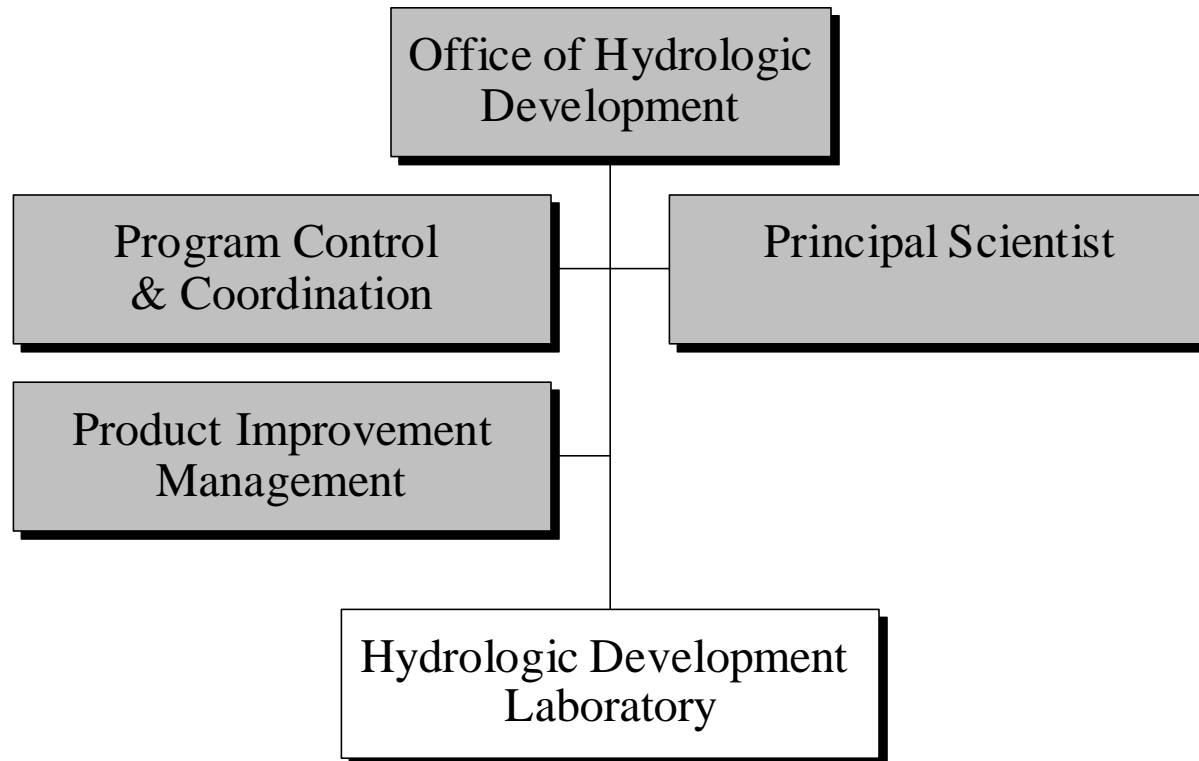 Office of Hydrologic
Development
Program Control
& Coordination
Principal Scientist
Product Improvement
Management
Hydrologic Development
Laboratory